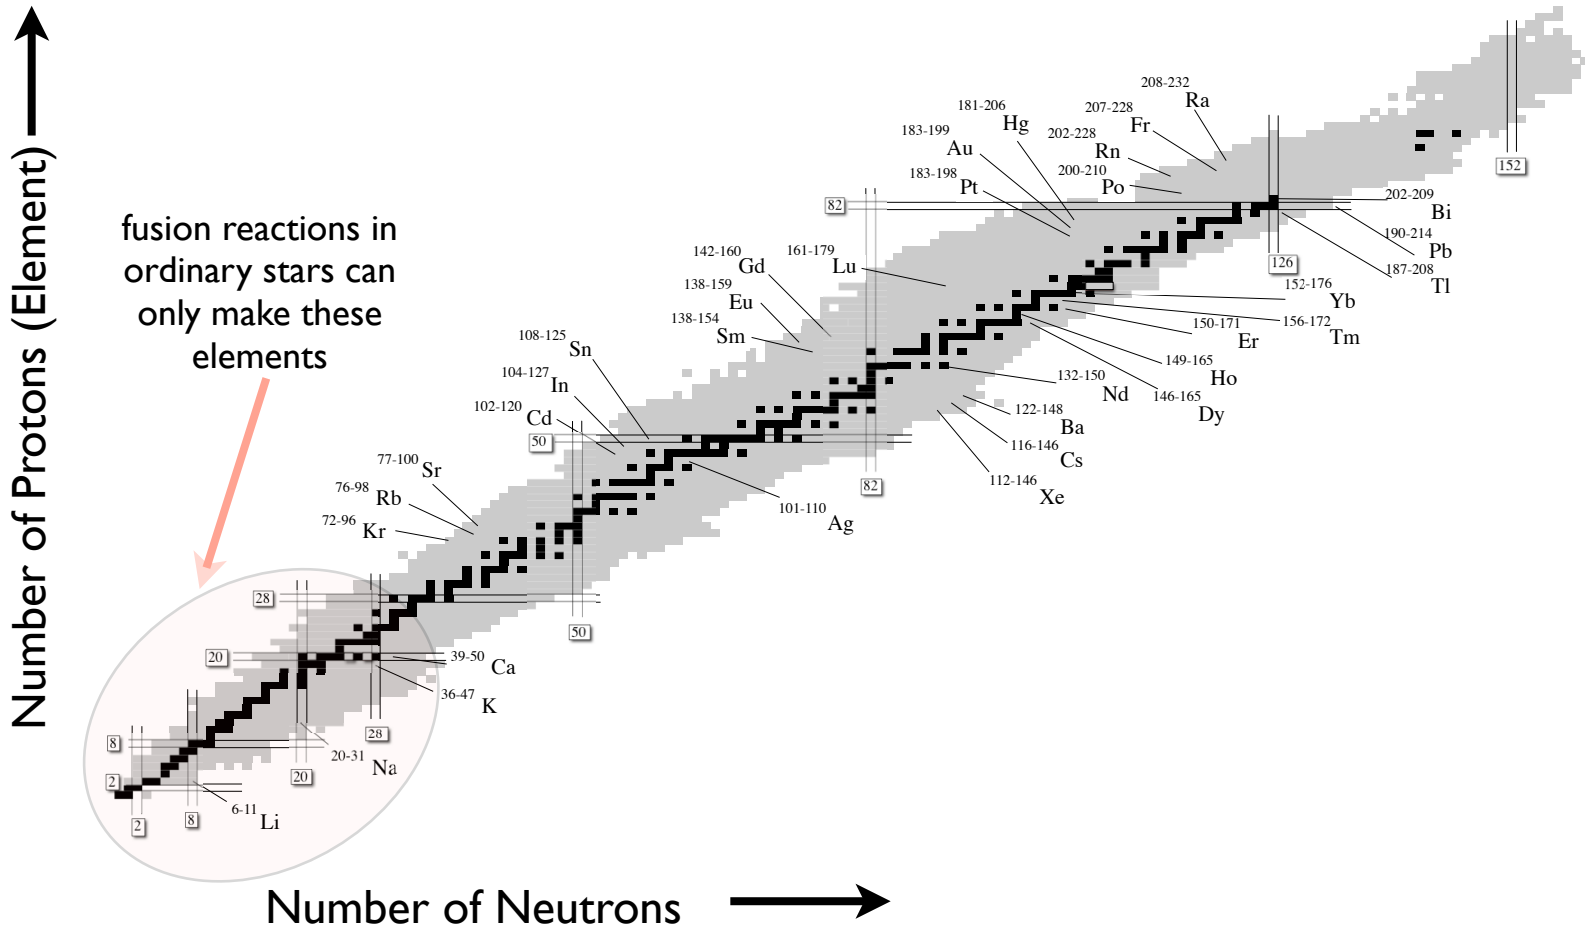 Number of Protons (Element)
fusion reactions in
ordinary stars can
only make these
elements
208-232
Ra
207-228
Fr
181-206
Hg
202-228
Rn
183-199
Au
200-210
Po
183-198
Pt
152
82
202-209
Bi
190-214
Pb
126
187-208
Tl
161-179
Lu
142-160
Gd
138-159
Eu
138-154
Sm
152-176
Yb
156-172
Tm
150-171
Er
149-165
Ho
146-165
Dy
132-150
Nd
122-148
Ba
116-146
Cs
112-146
Xe
108-125
Sn
104-127
In
102-120
Cd
50
82
101-110
Ag
77-100
Sr
76-98
Rb
72-96
Kr
28
50
20
39-50
Ca
36-47
K
28
8
20-31
Na
20
2
6-11
Li
2
8
Number of Neutrons